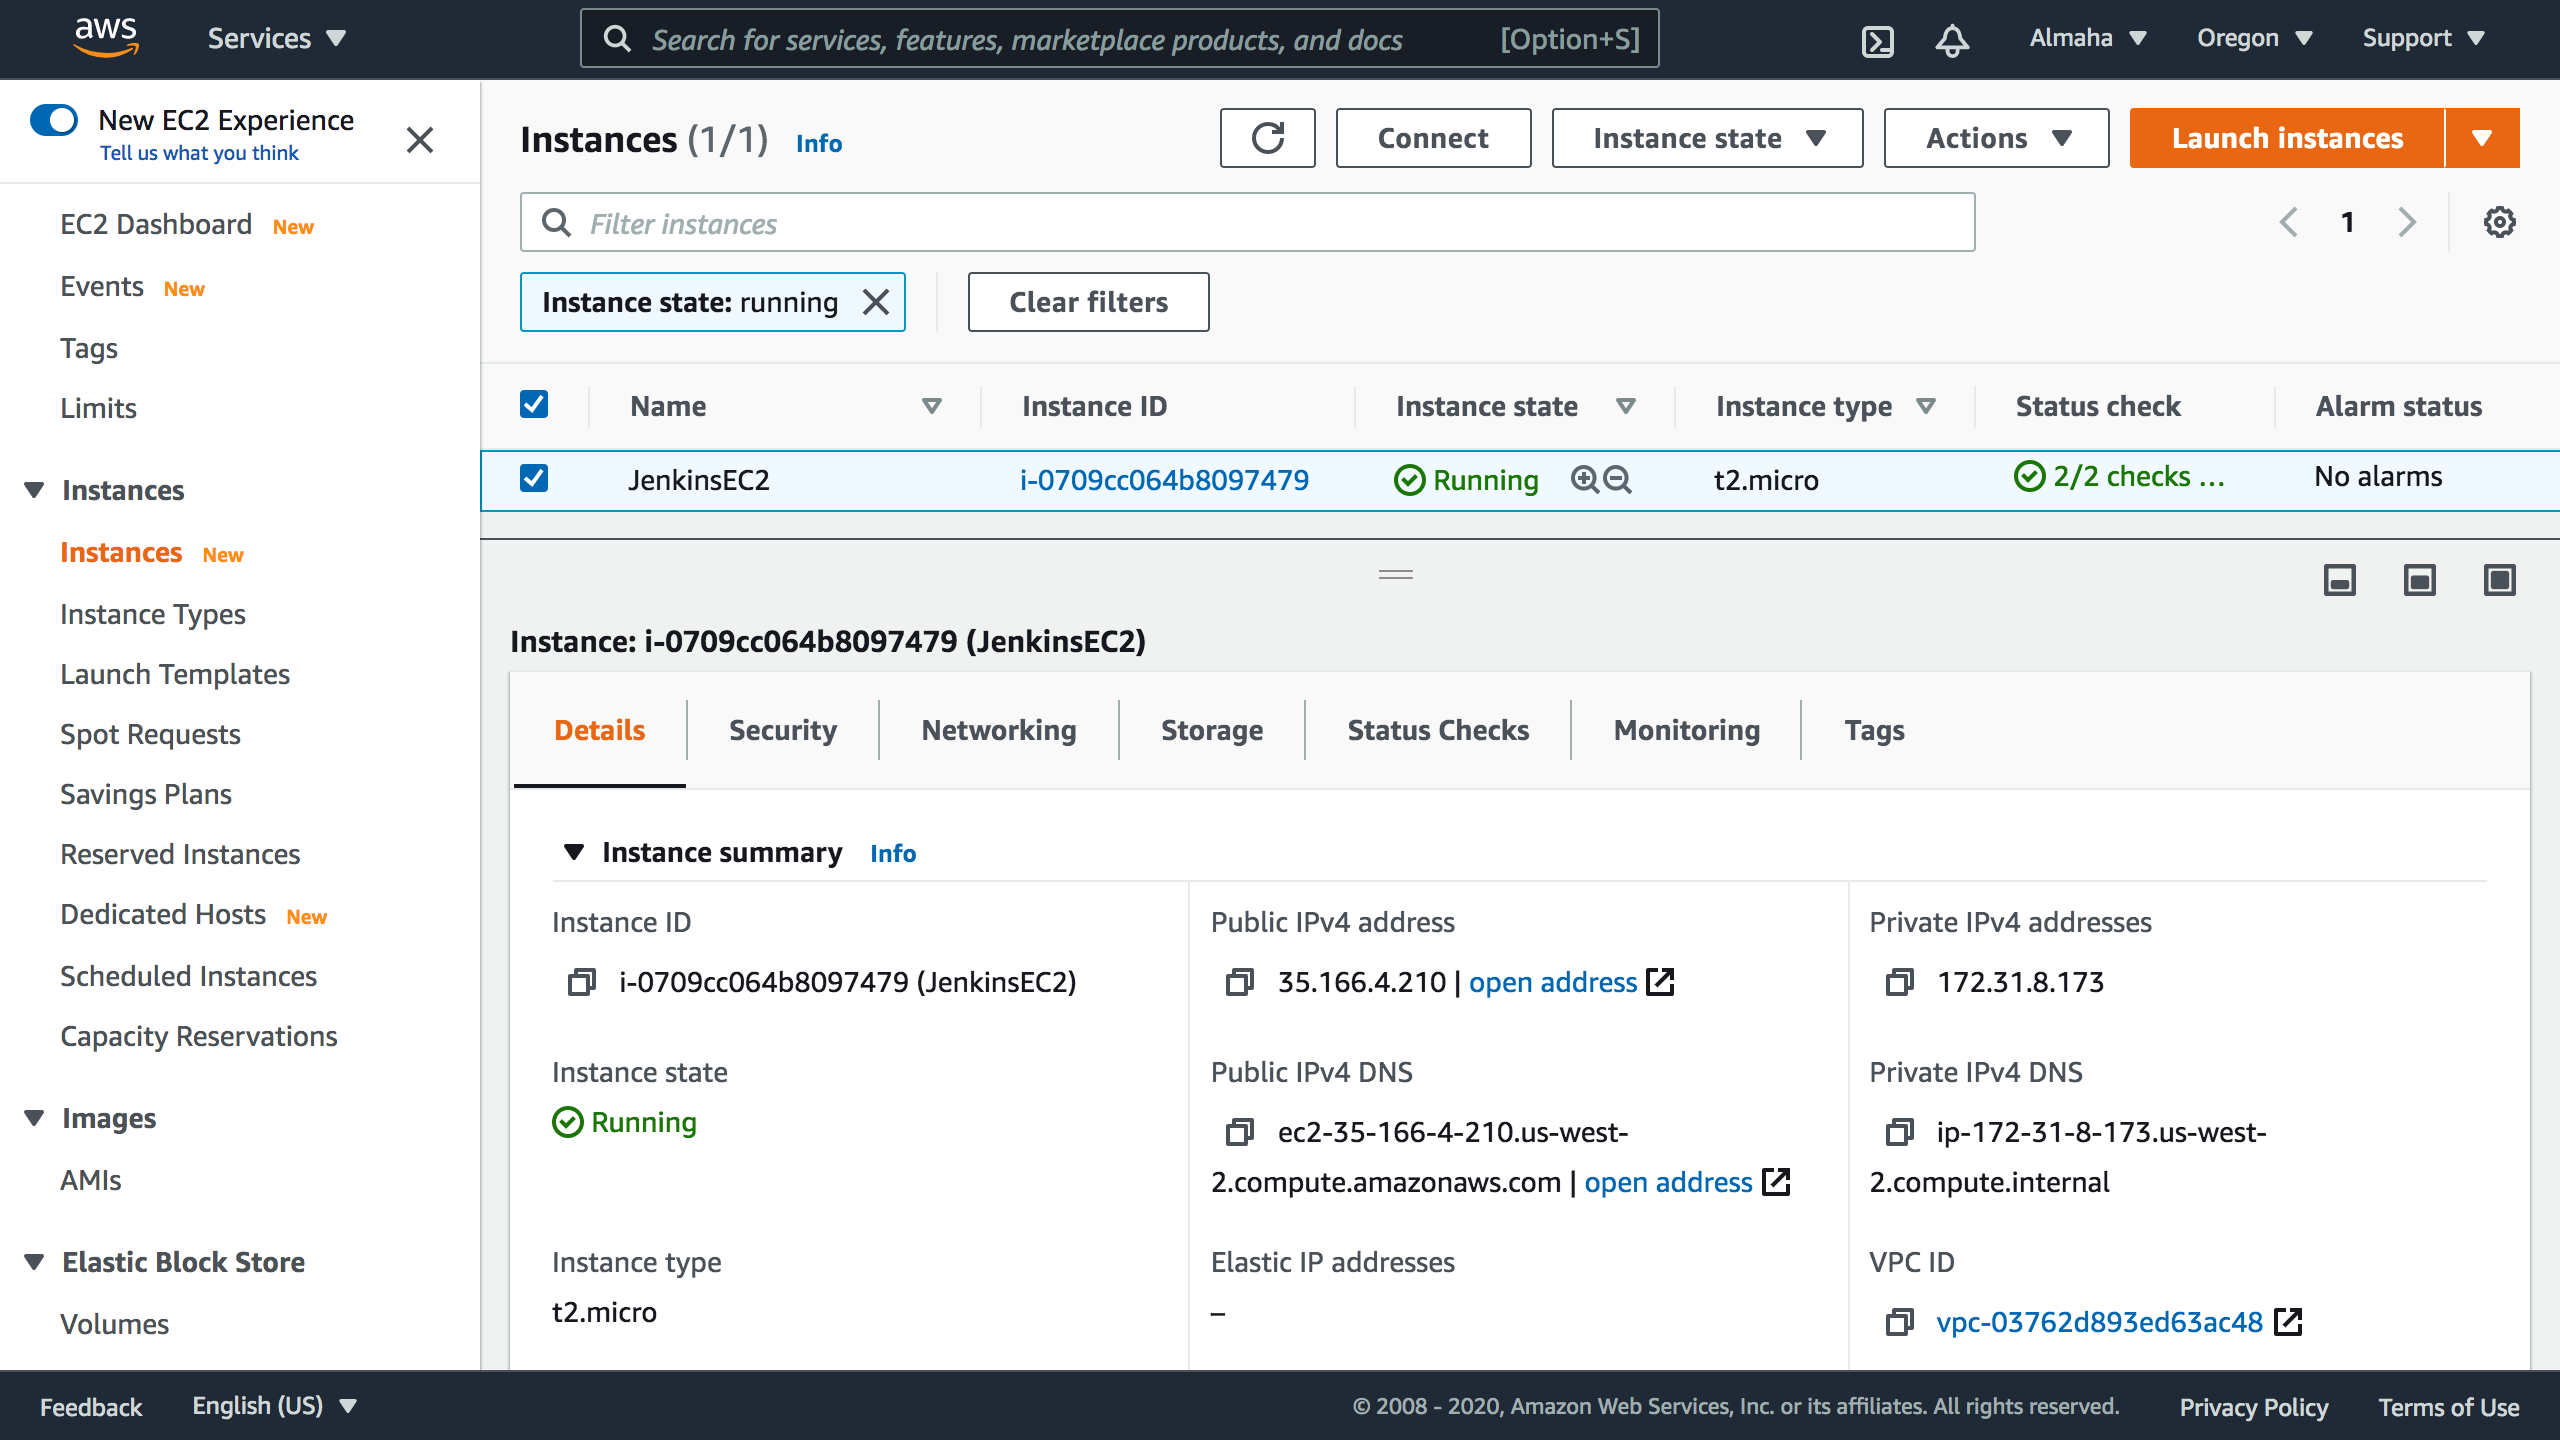 aws
Services
Search for services, features, marketplace products, and docs [Option+S]
Almaha
Oregon
Support
New EC2 Experience
Tell us what you think
EC2 Dashboard New
Events New
Tags
Limits
Instances
Instances New
Instance Types
Launch Templates
Spot Requests
Savings Plans
Reserved Instances
Dedicated Hosts New
Scheduled Instances
Capacity Reservations
Images
AMIs
Elastic Block Store
Volumes
Instances (1/1) Info
Connect
Instance state
Actions
Launch instances
Filter instances
1
Instance state: running
Clear filters
Name Instance ID Instance state Instance type Status check Alarm status
JenkinsEC2 i-0709cc064b8097479 Running t2.micro 2/2 checks ... No alarms
Instance: i-0709cc064b8097479 (JenkinsEC2)
Details Security Networking Storage Status Checks Monitoring Tags
Instance summary Info
Instance ID
i-0709cc064b8097479 (JenkinsEC2)
Public IPv4 address
35.166.4.210 | open address
Private IPv4 addresses
172.31.8.173
Instance state
Running
Public IPv4 DNS
ec2-35-166-4-210.us-west-
2.compute.amazonaws.com | open address
Private IPv4 DNS
ip-172-31-8-173.us-west-
2.compute.internal
Instance type
t2.micro
Elastic IP addresses
–
VPC ID
vpc-03762d893ed63ac48
Feedback English (US) © 2008 - 2020, Amazon Web Services, Inc. or its affiliates. All rights reserved. Privacy Policy Terms of Use